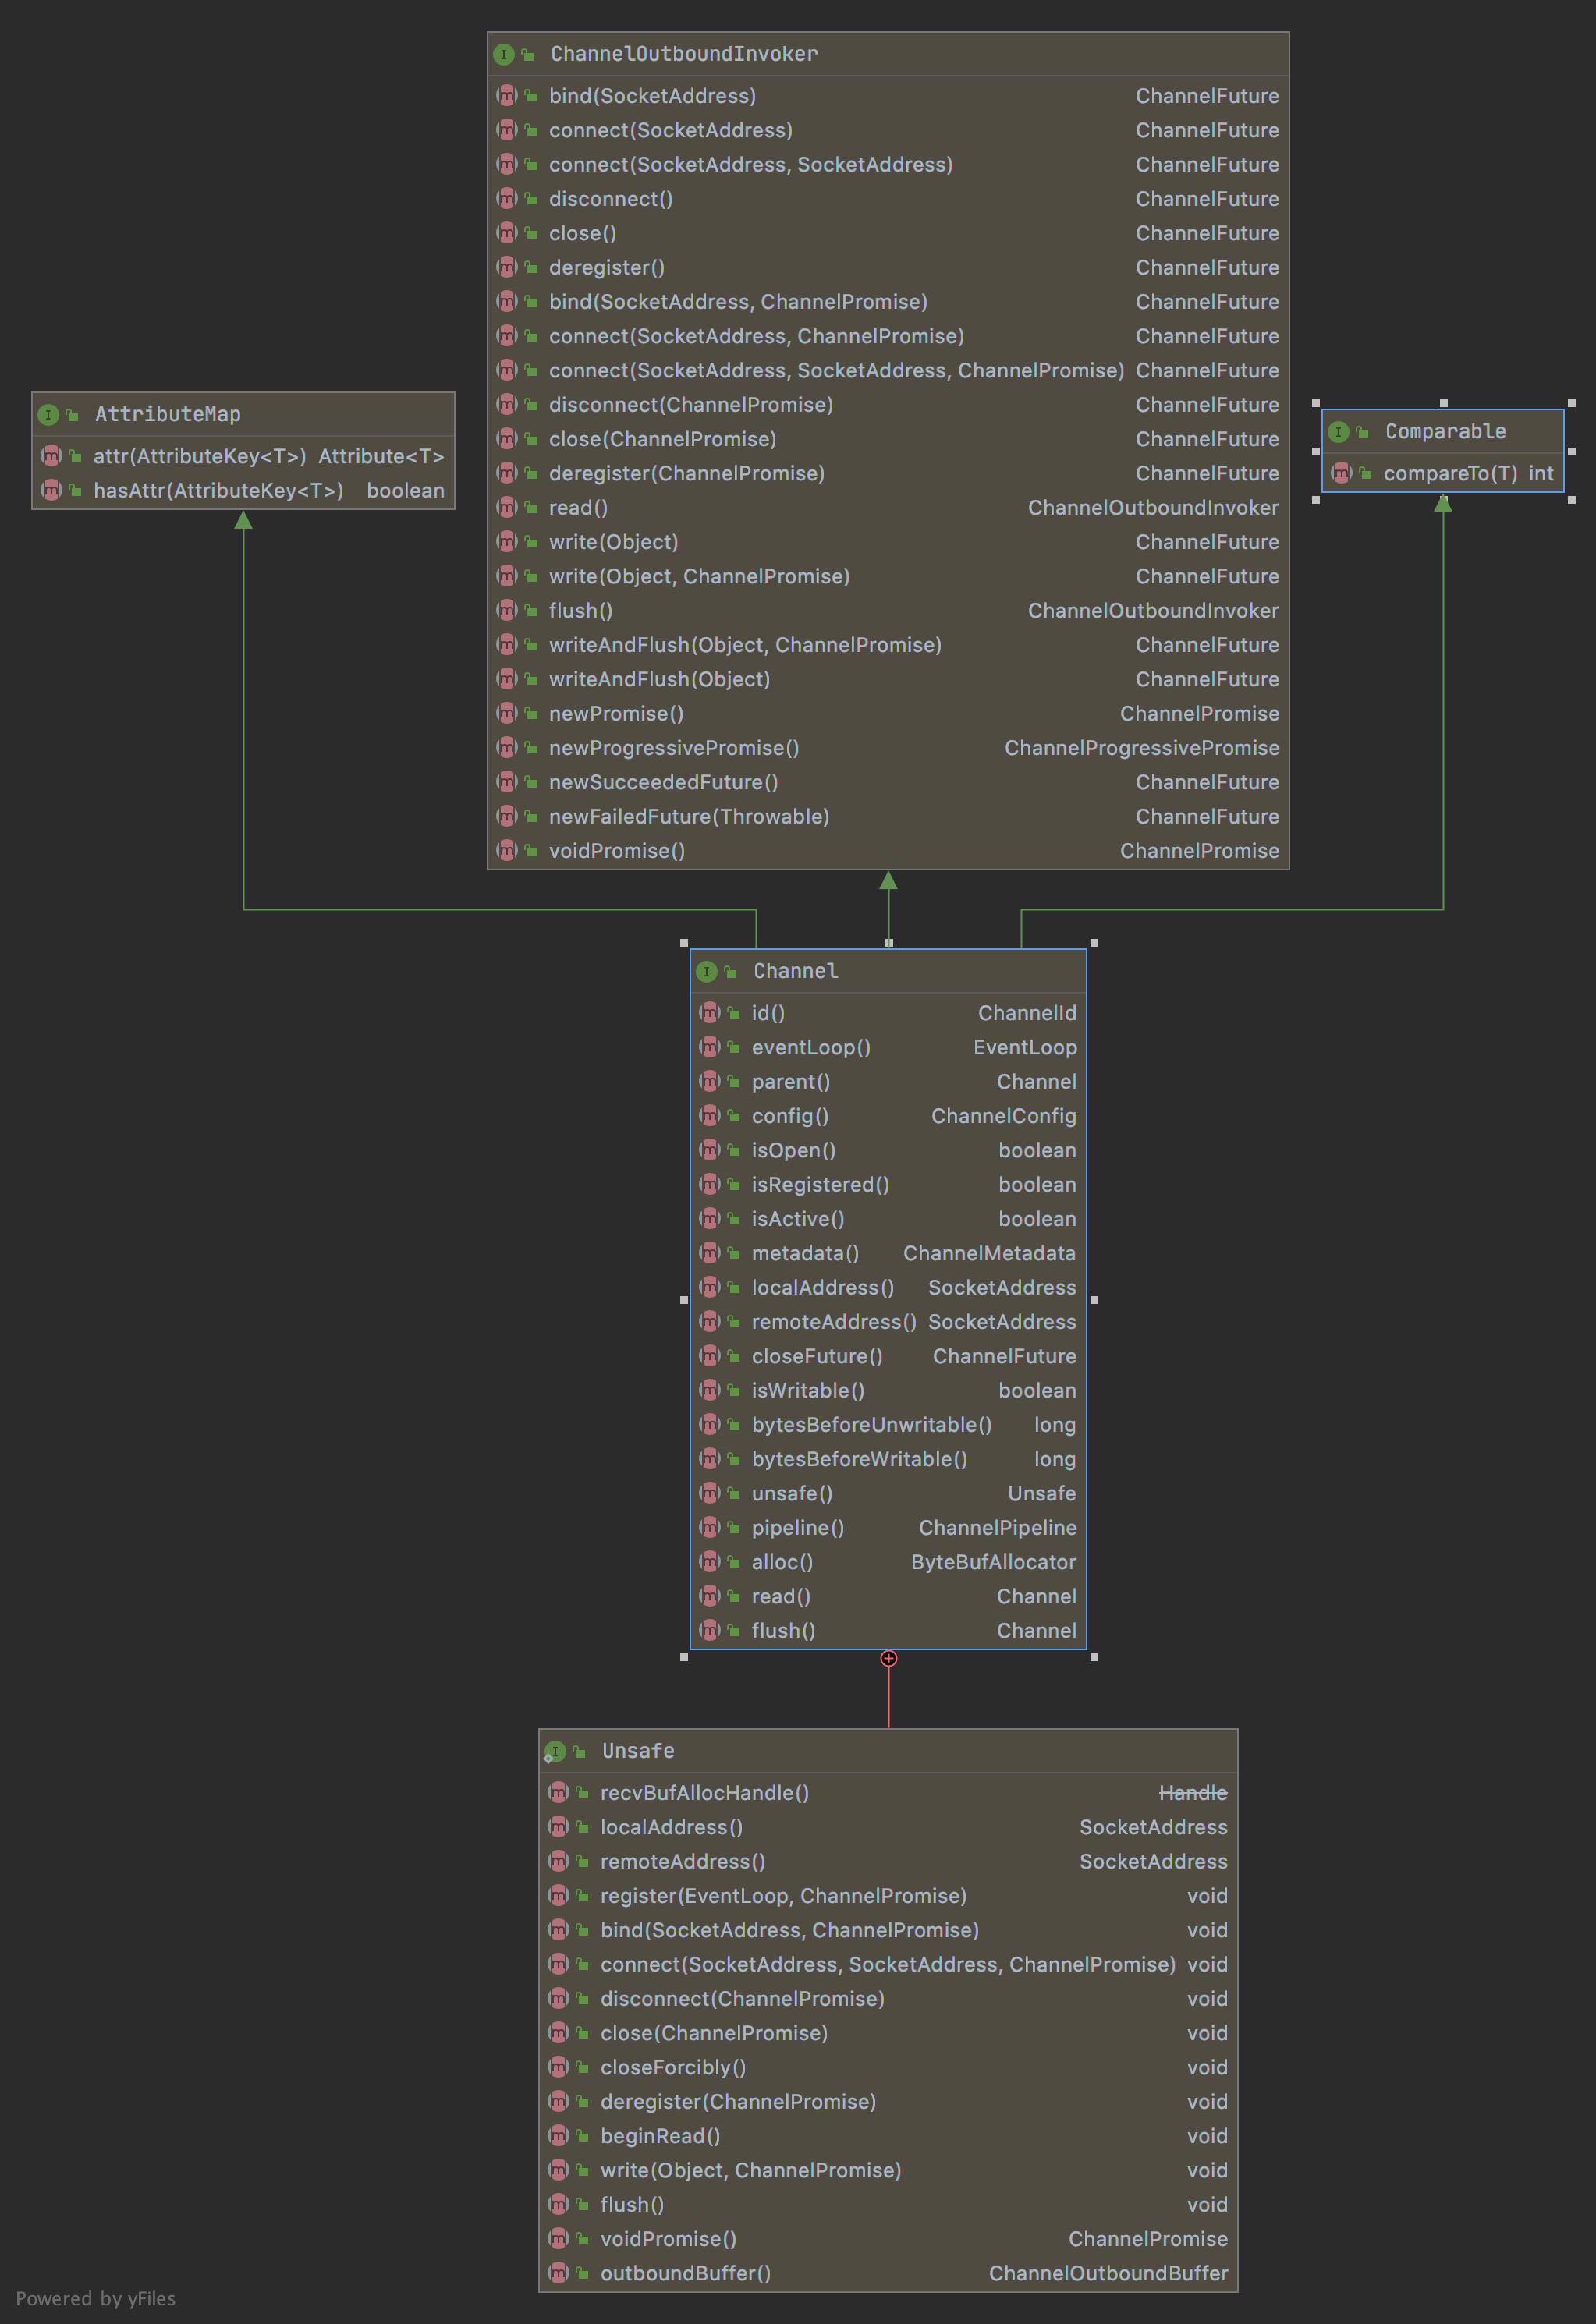 ChannelOutboundInvoker
bind(SocketAddress) ChannelFuture
connect(SocketAddress) ChannelFuture
connect(SocketAddress, SocketAddress) ChannelFuture
disconnect() ChannelFuture
close() ChannelFuture
deregister() ChannelFuture
bind(SocketAddress, ChannelPromise) ChannelFuture
connect(SocketAddress, ChannelPromise) ChannelFuture
connect(SocketAddress, SocketAddress, ChannelPromise) ChannelFuture
disconnect(ChannelPromise) ChannelFuture
close(ChannelPromise) ChannelFuture
deregister(ChannelPromise) ChannelFuture
read() ChannelOutboundInvoker
write(Object) ChannelFuture
write(Object, ChannelPromise) ChannelFuture
flush() ChannelOutboundInvoker
writeAndFlush(Object, ChannelPromise) ChannelFuture
writeAndFlush(Object) ChannelFuture
newPromise() ChannelPromise
newProgressivePromise() ChannelProgressivePromise
newSucceededFuture() ChannelFuture
newFailedFuture(Throwable) ChannelFuture
voidPromise() ChannelPromise
AttributeMap
attr(AttributeKey<T>) Attribute<T>
hasAttr(AttributeKey<T>) boolean
Comparable
compareTo(T) int
Channel
id() ChannelId
eventLoop() EventLoop
parent() Channel
config() ChannelConfig
isOpen() boolean
isRegistered() boolean
isActive() boolean
metadata() ChannelMetadata
localAddress() SocketAddress
remoteAddress() SocketAddress
closeFuture() ChannelFuture
isWritable() boolean
bytesBeforeUnwritable() long
bytesBeforeWritable() long
unsafe() Unsafe
pipeline() ChannelPipeline
alloc() ByteBufAllocator
read() Channel
flush() Channel
Unsafe
recvBufAllocHandle() Handle
localAddress() SocketAddress
remoteAddress() SocketAddress
register(EventLoop, ChannelPromise) void
bind(SocketAddress, ChannelPromise) void
connect(SocketAddress, SocketAddress, ChannelPromise) void
disconnect(ChannelPromise) void
close(ChannelPromise) void
closeForcibly() void
deregister(ChannelPromise) void
beginRead() void
write(Object, ChannelPromise) void
flush() void
voidPromise() ChannelPromise
outboundBuffer() ChannelOutboundBuffer
Powered by yFiles